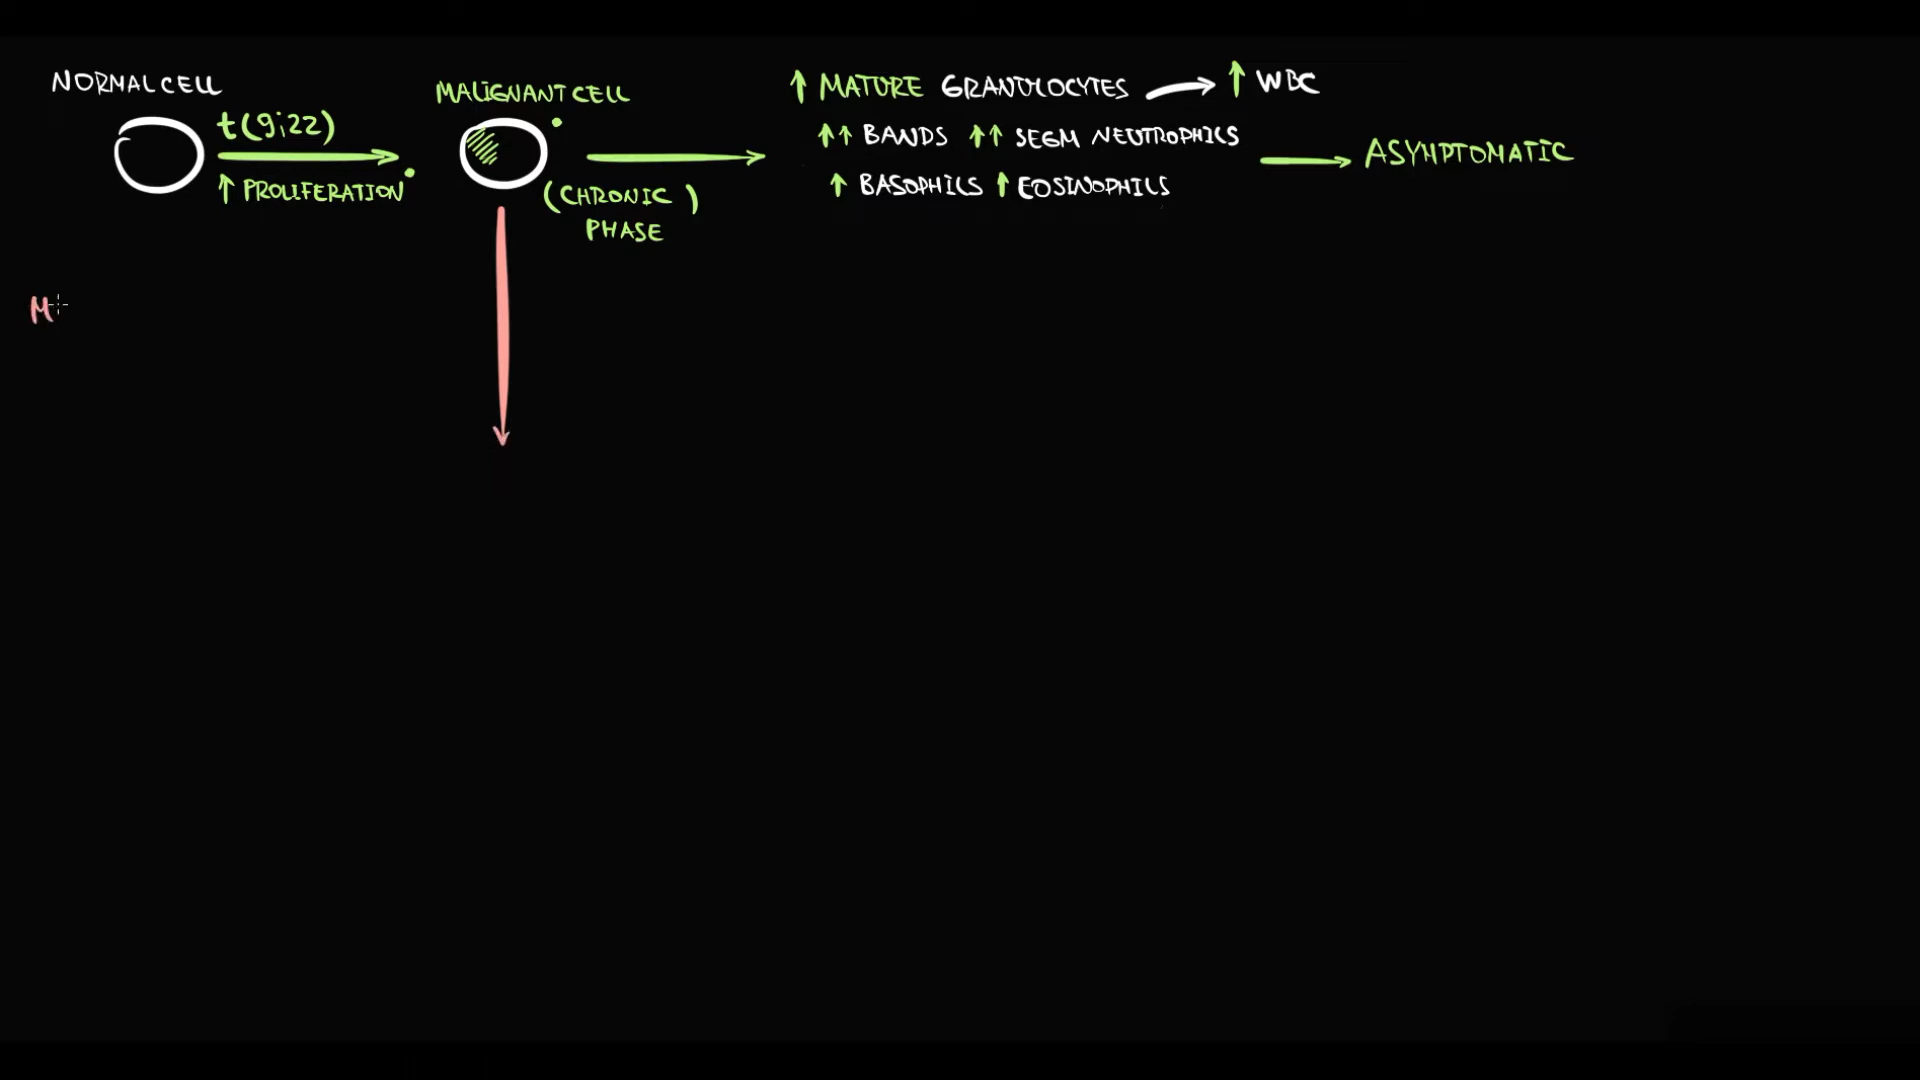 NORMAL CELL
t(9;22)
↑ PROLIFERATION
MALIGNANT CELL
(CHRONIC)
PHASE
↑ MATURE GRANULOCYTES → ↑ WBC
↑↑ BANDS ↑↑ SEGM NEUTROPHILS
↑ BASOPHILS ↑ EOSINOPHILS
→ ASYMPTOMATIC
M